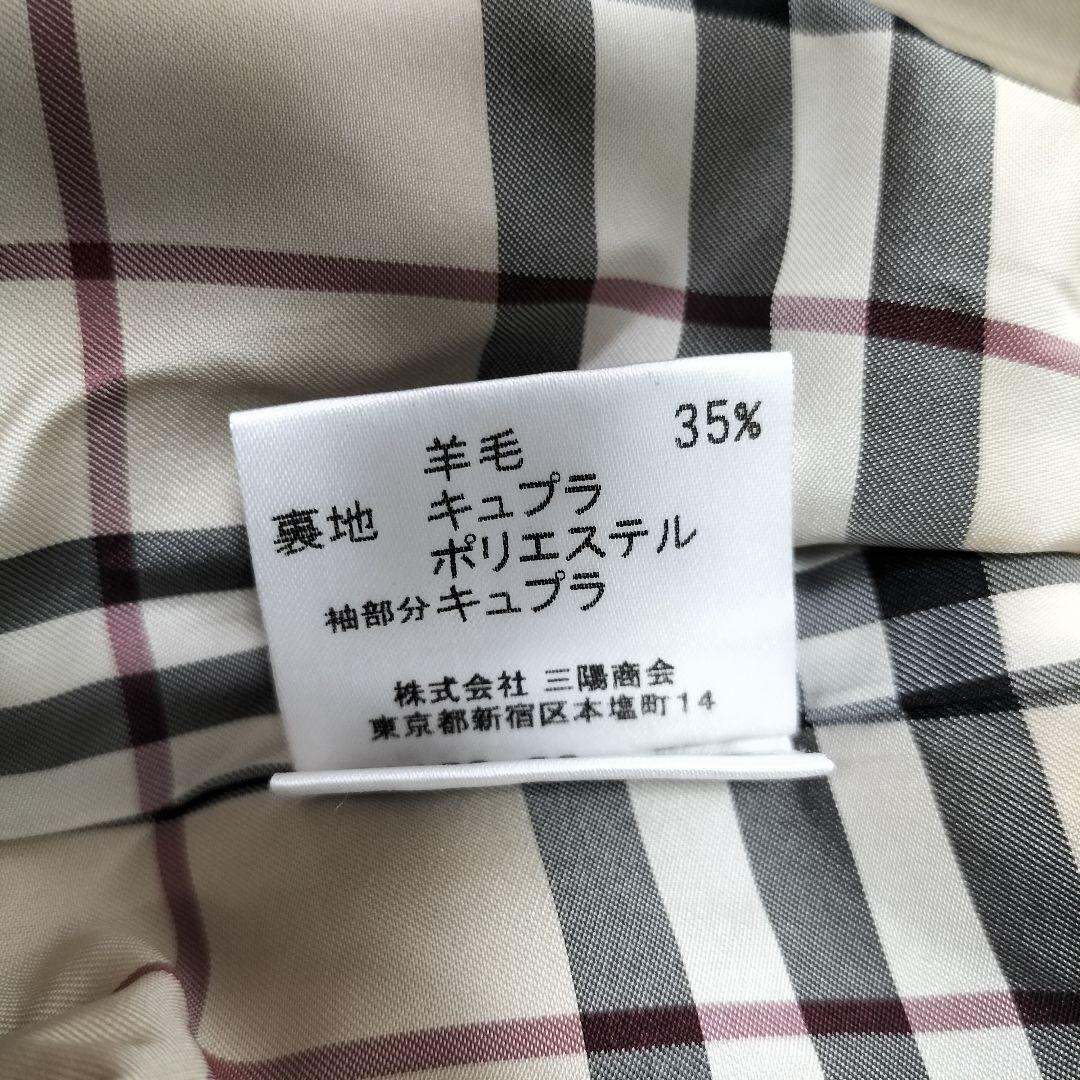 羊毛 35%
裏地 キュプラ
ポリエステル
袖部分キュプラ
株式会社 三陽商会
東京都新宿区本塩町14